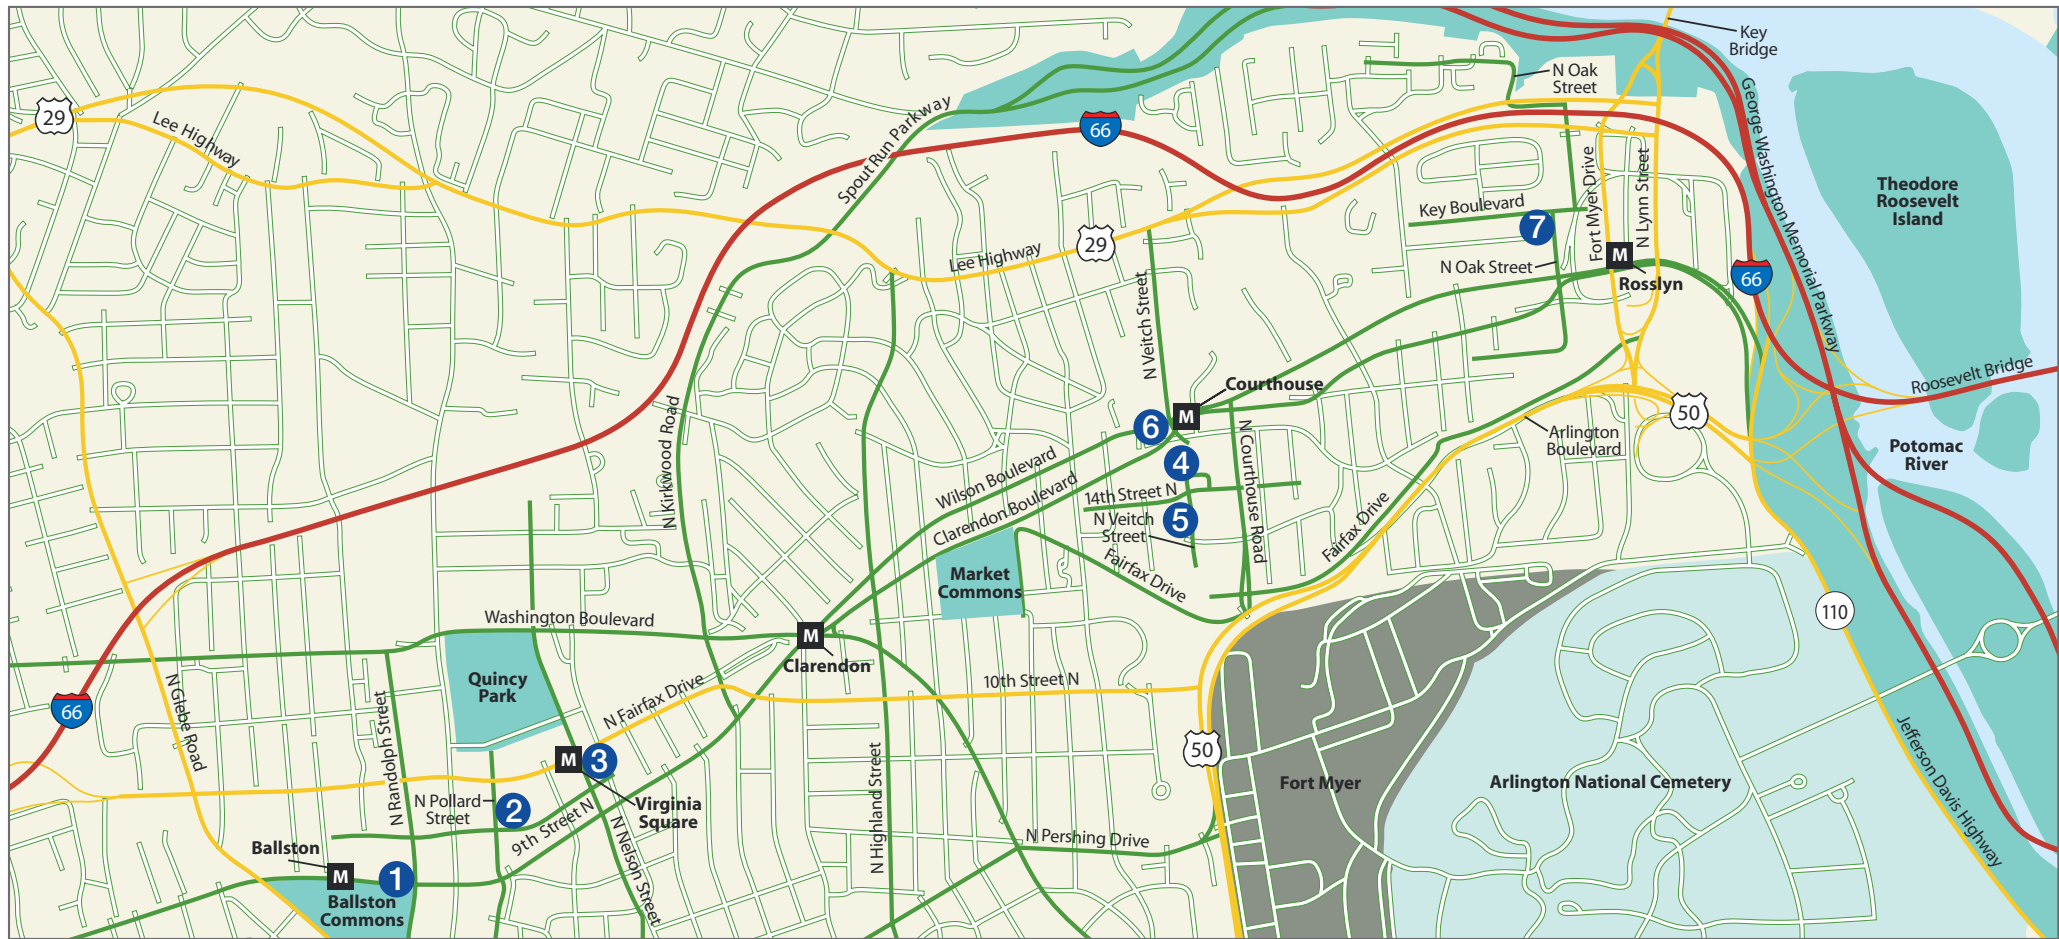 Key
Bridge
N Oak
Street
29
Lee Highway
Spout Run Parkway
66
George Washington Memorial Parkway
Theodore
Roosevelt
Island
Fort Myer Drive
N Lynn Street
Key Boulevard
7
29
Lee Highway
N Oak Street
M
Rosslyn
66
N Veitch Street
Roosevelt Bridge
Courthouse
M
6
50
N Kirkwood Road
N Courthouse Road
Arlington
Boulevard
Potomac
River
4
Wilson Boulevard
Clarendon Boulevard
14th Street N
N Veitch
Street
5
Fairfax Drive
Fairfax Drive
Market
Commons
110
Washington Boulevard
M
Clarendon
Quincy
Park
10th Street N
N Fairfax Drive
N Glebe Road
66
N Randolph Street
M
3
50
Jefferson Davis Highway
Fort Myer
Arlington National Cemetery
N Pollard
Street
2
Virginia
Square
9th Street N
N Nelson Street
N Highland Street
N Pershing Drive
Ballston
M
1
Ballston
Commons